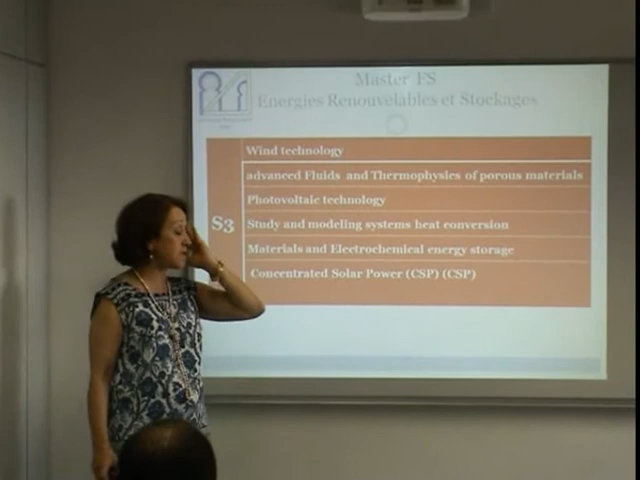 Master FS
Energies Renouvelables et Stockages
S3
Wind technology
advanced Fluids and Thermophysics of porous materials
Photovoltaic technology
Study and modeling systems heat conversion
Materials and Electrochemical energy storage
Concentrated Solar Power (CSP) (CSP)